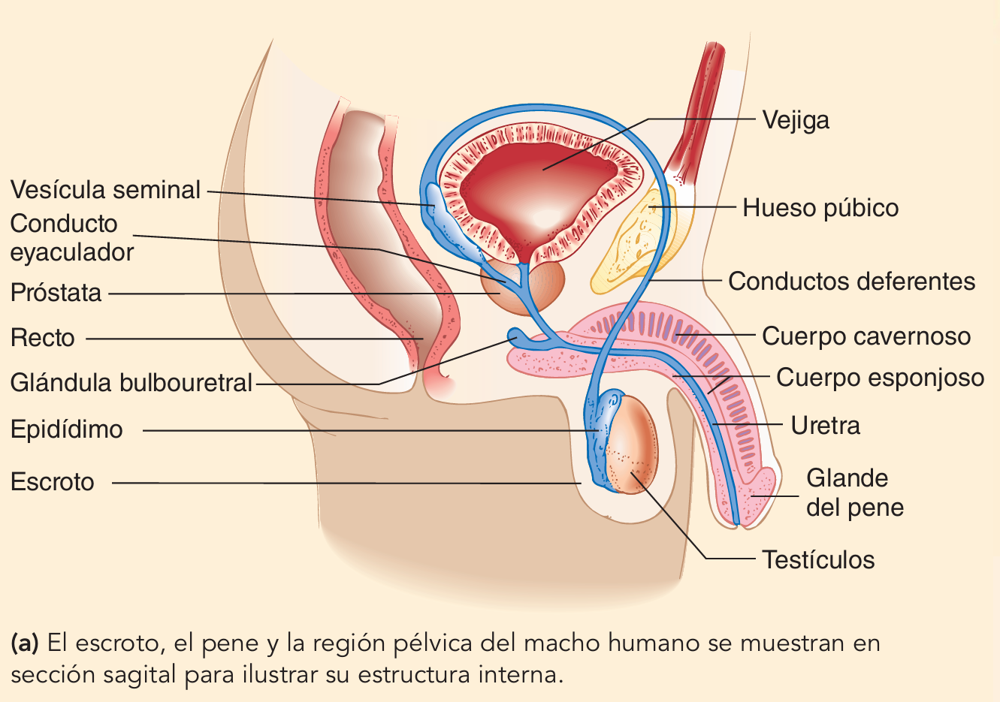 Vejiga
Vesícula seminal
Hueso púbico
Conducto
eyaculador
Conductos deferentes
Próstata
Cuerpo cavernoso
Recto
Cuerpo esponjoso
Glándula bulbouretral
Uretra
Epidídimo
Escroto
Glande
del pene
Testículos
(a) El escroto, el pene y la región pélvica del macho humano se muestran en
sección sagital para ilustrar su estructura interna.